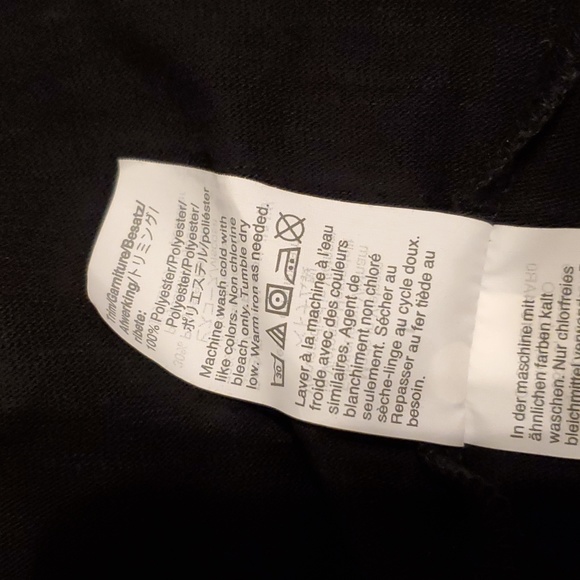 Trim/Garniture/Besatz/
Afwerking/トリミング/
ribete:
100% Polyester/Polyester/
Polyester/Polyester/
ポリエステル/poliéster
Machine wash cold with
like colors. Non chlorine
bleach only. Tumble dry
low. Warm iron as needed.
30
Laver à la machine à l'eau
froide avec des couleurs
similaires. Agent de
blanchiment non chloré
seulement. Sécher au
sèche-linge au cycle doux.
Repasser au fer tiède au
besoin.
In der maschine mit
ähnlichen farben kalt
waschen. Nur chlorfreies